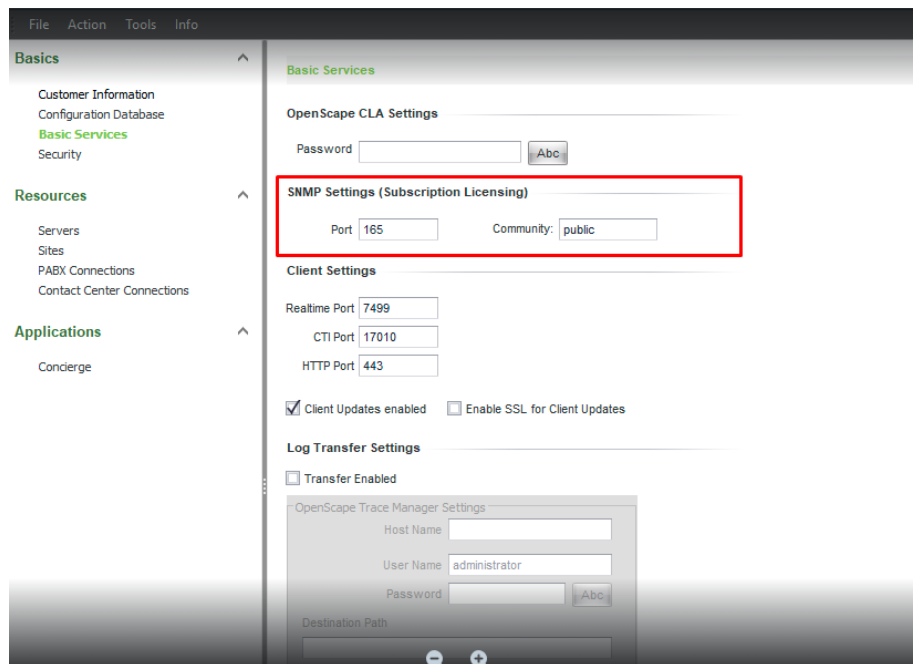 File Action Tools Info
Basics
Customer Information
Configuration Database
Basic Services
Security
Resources
Servers
Sites
PABX Connections
Contact Center Connections
Applications
Concierge
Basic Services
OpenScape CLA Settings
Password Abc
SNMP Settings (Subscription Licensing)
Port 165 Community: public
Client Settings
Realtime Port 7499
CTI Port 17010
HTTP Port 443
Client Updates enabled Enable SSL for Client Updates
Log Transfer Settings
Transfer Enabled
OpenScape Trace Manager Settings
Host Name
User Name administrator
Password Abc
Destination Path